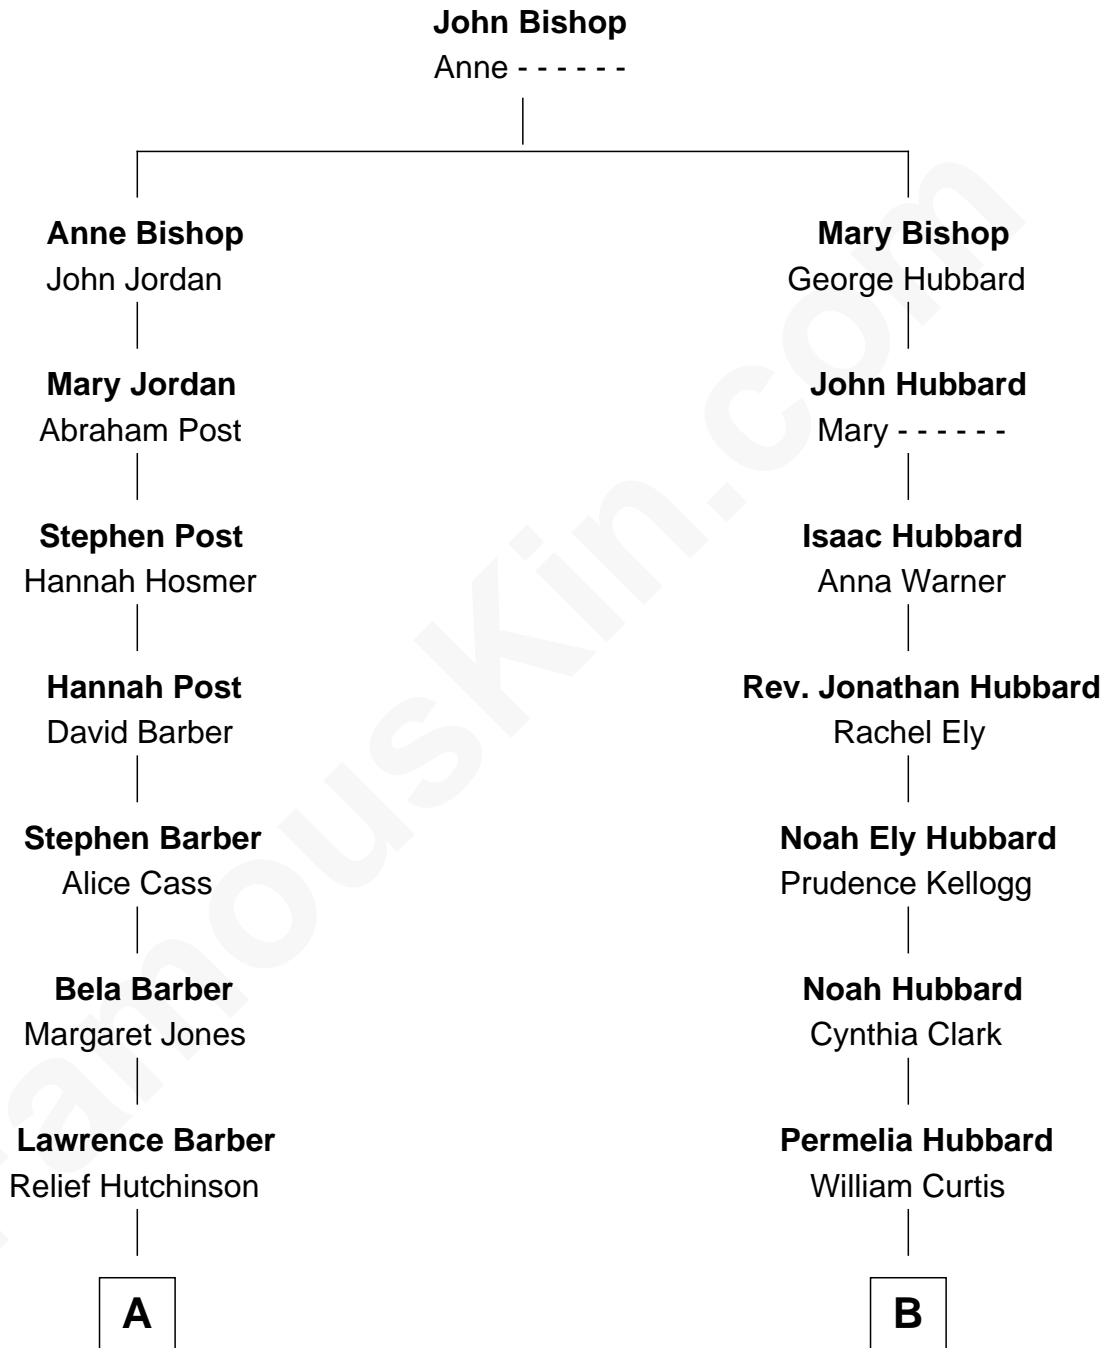 John Bishop
Anne - - - - - -
Anne Bishop
John Jordan
Mary Bishop
George Hubbard
Mary Jordan
Abraham Post
John Hubbard
Mary - - - - - -
Stephen Post
Hannah Hosmer
Isaac Hubbard
Anna Warner
Hannah Post
David Barber
Rev. Jonathan Hubbard
Rachel Ely
Stephen Barber
Alice Cass
Noah Ely Hubbard
Prudence Kellogg
Bela Barber
Margaret Jones
Noah Hubbard
Cynthia Clark
Lawrence Barber
Relief Hutchinson
Permelia Hubbard
William Curtis
A
B
FamousKin.com